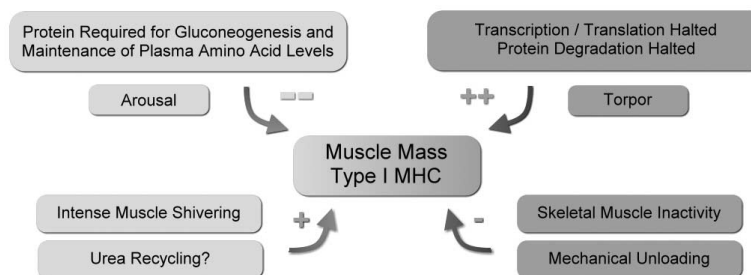 Protein Required for Gluconeogenesis and
Maintenance of Plasma Amino Acid Levels
Transcription / Translation Halted
Protein Degradation Halted
Arousal
--
++
Torpor
Muscle Mass
Type I MHC
Intense Muscle Shivering
+
-
Skeletal Muscle Inactivity
Urea Recycling?
Mechanical Unloading